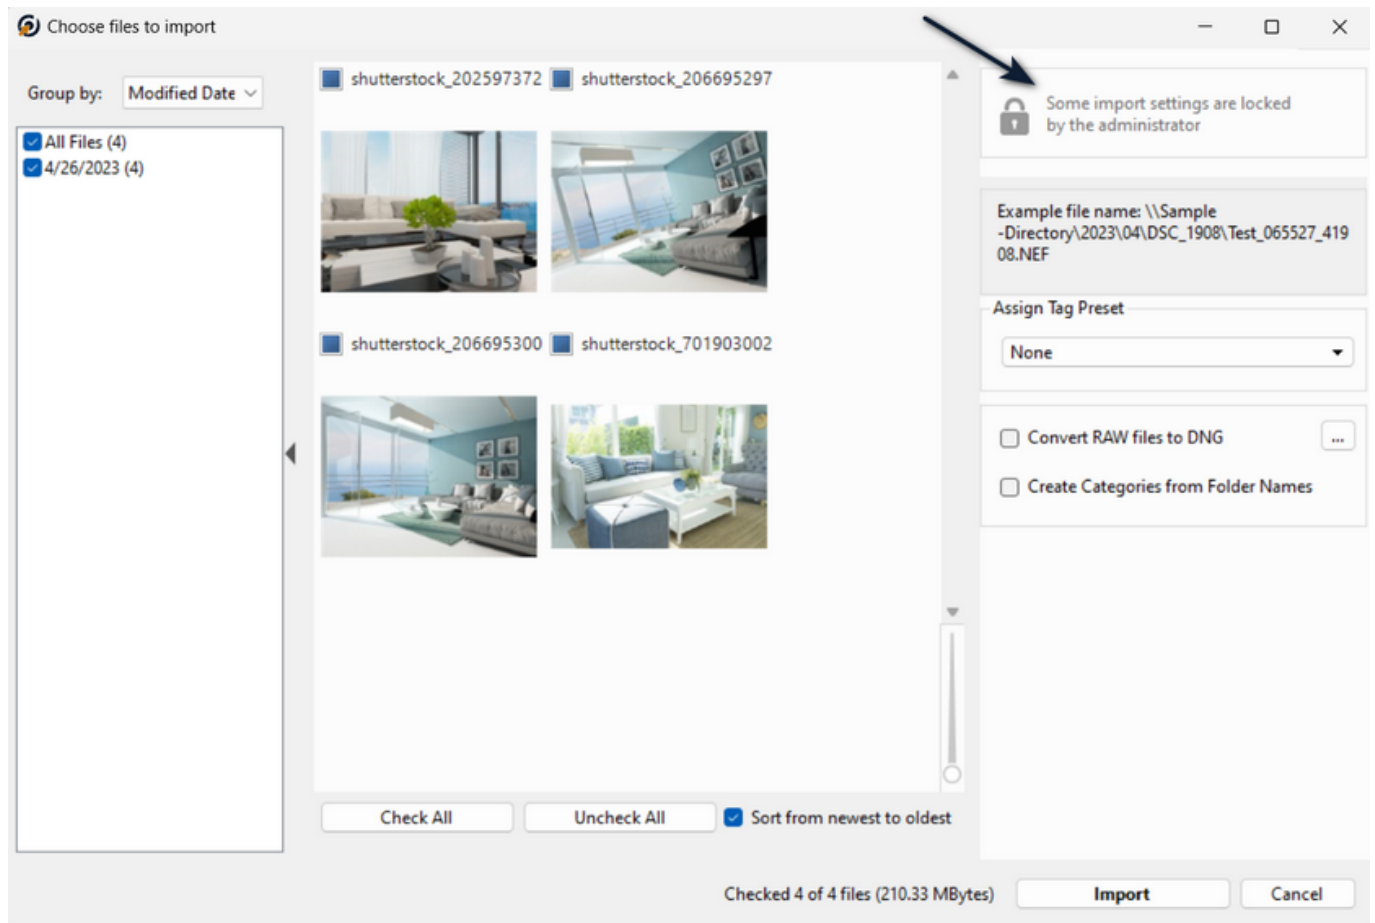 Choose files to import
Group by:
Modified Date
All Files (4)
4/26/2023 (4)
shutterstock_202597372
shutterstock_206695297
shutterstock_206695300
shutterstock_701903002
Check All
Uncheck All
Sort from newest to oldest
Some import settings are locked
by the administrator
Example file name: \\Sample
-Directory\2023\04\DSC_1908\Test_065527_419
08.NEF
Assign Tag Preset
None
Convert RAW files to DNG
...
Create Categories from Folder Names
Checked 4 of 4 files (210.33 MBytes)
Import
Cancel